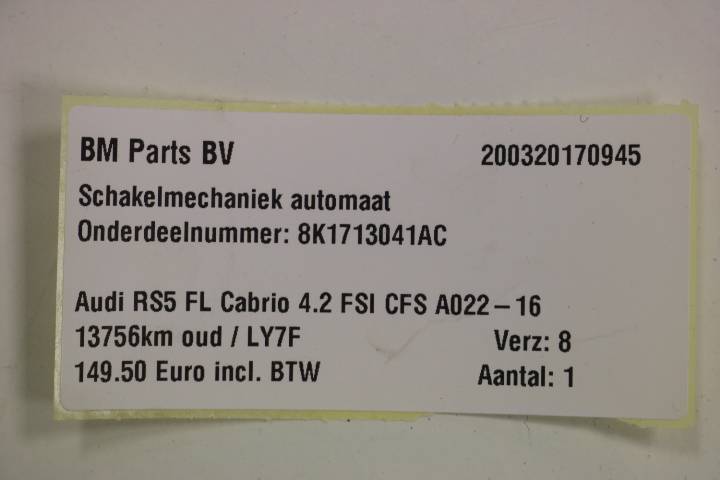 BM Parts BV 200320170945
Schakelmechaniek automaat
Onderdeelnummer: 8K1713041AC
Audi RS5 FL Cabrio 4.2 FSI CFS A022-16
13756km oud / LY7F Verz: 8
149.50 Euro incl. BTW Aantal: 1